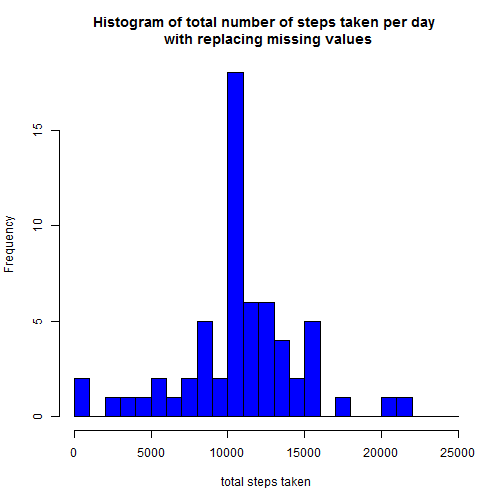 Histogram of total number of steps taken per day
with replacing missing values
Frequency
15
10
5
0
0 5000 10000 15000 20000 25000
total steps taken